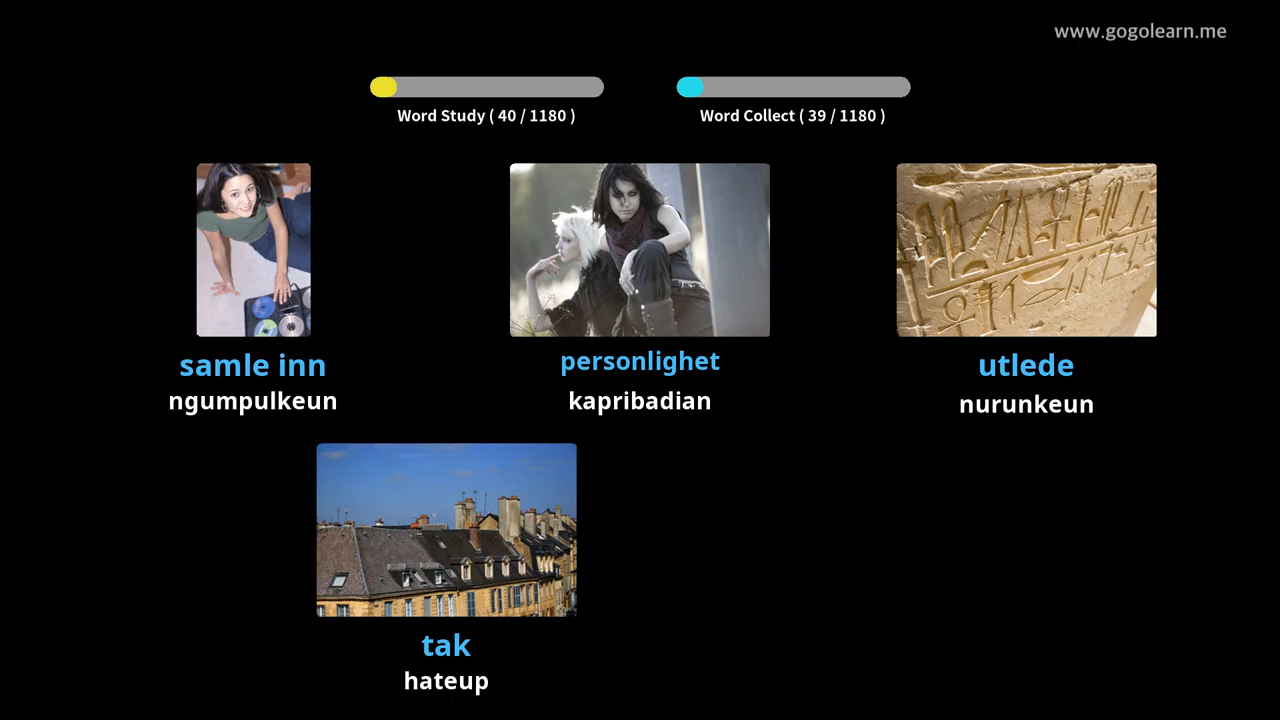 www.gogolearn.me
Word Study ( 40 / 1180 )
Word Collect ( 39 / 1180 )
samle inn
ngumpulkeun
personlighet
kapribadian
utlede
nurunkeun
tak
hateup